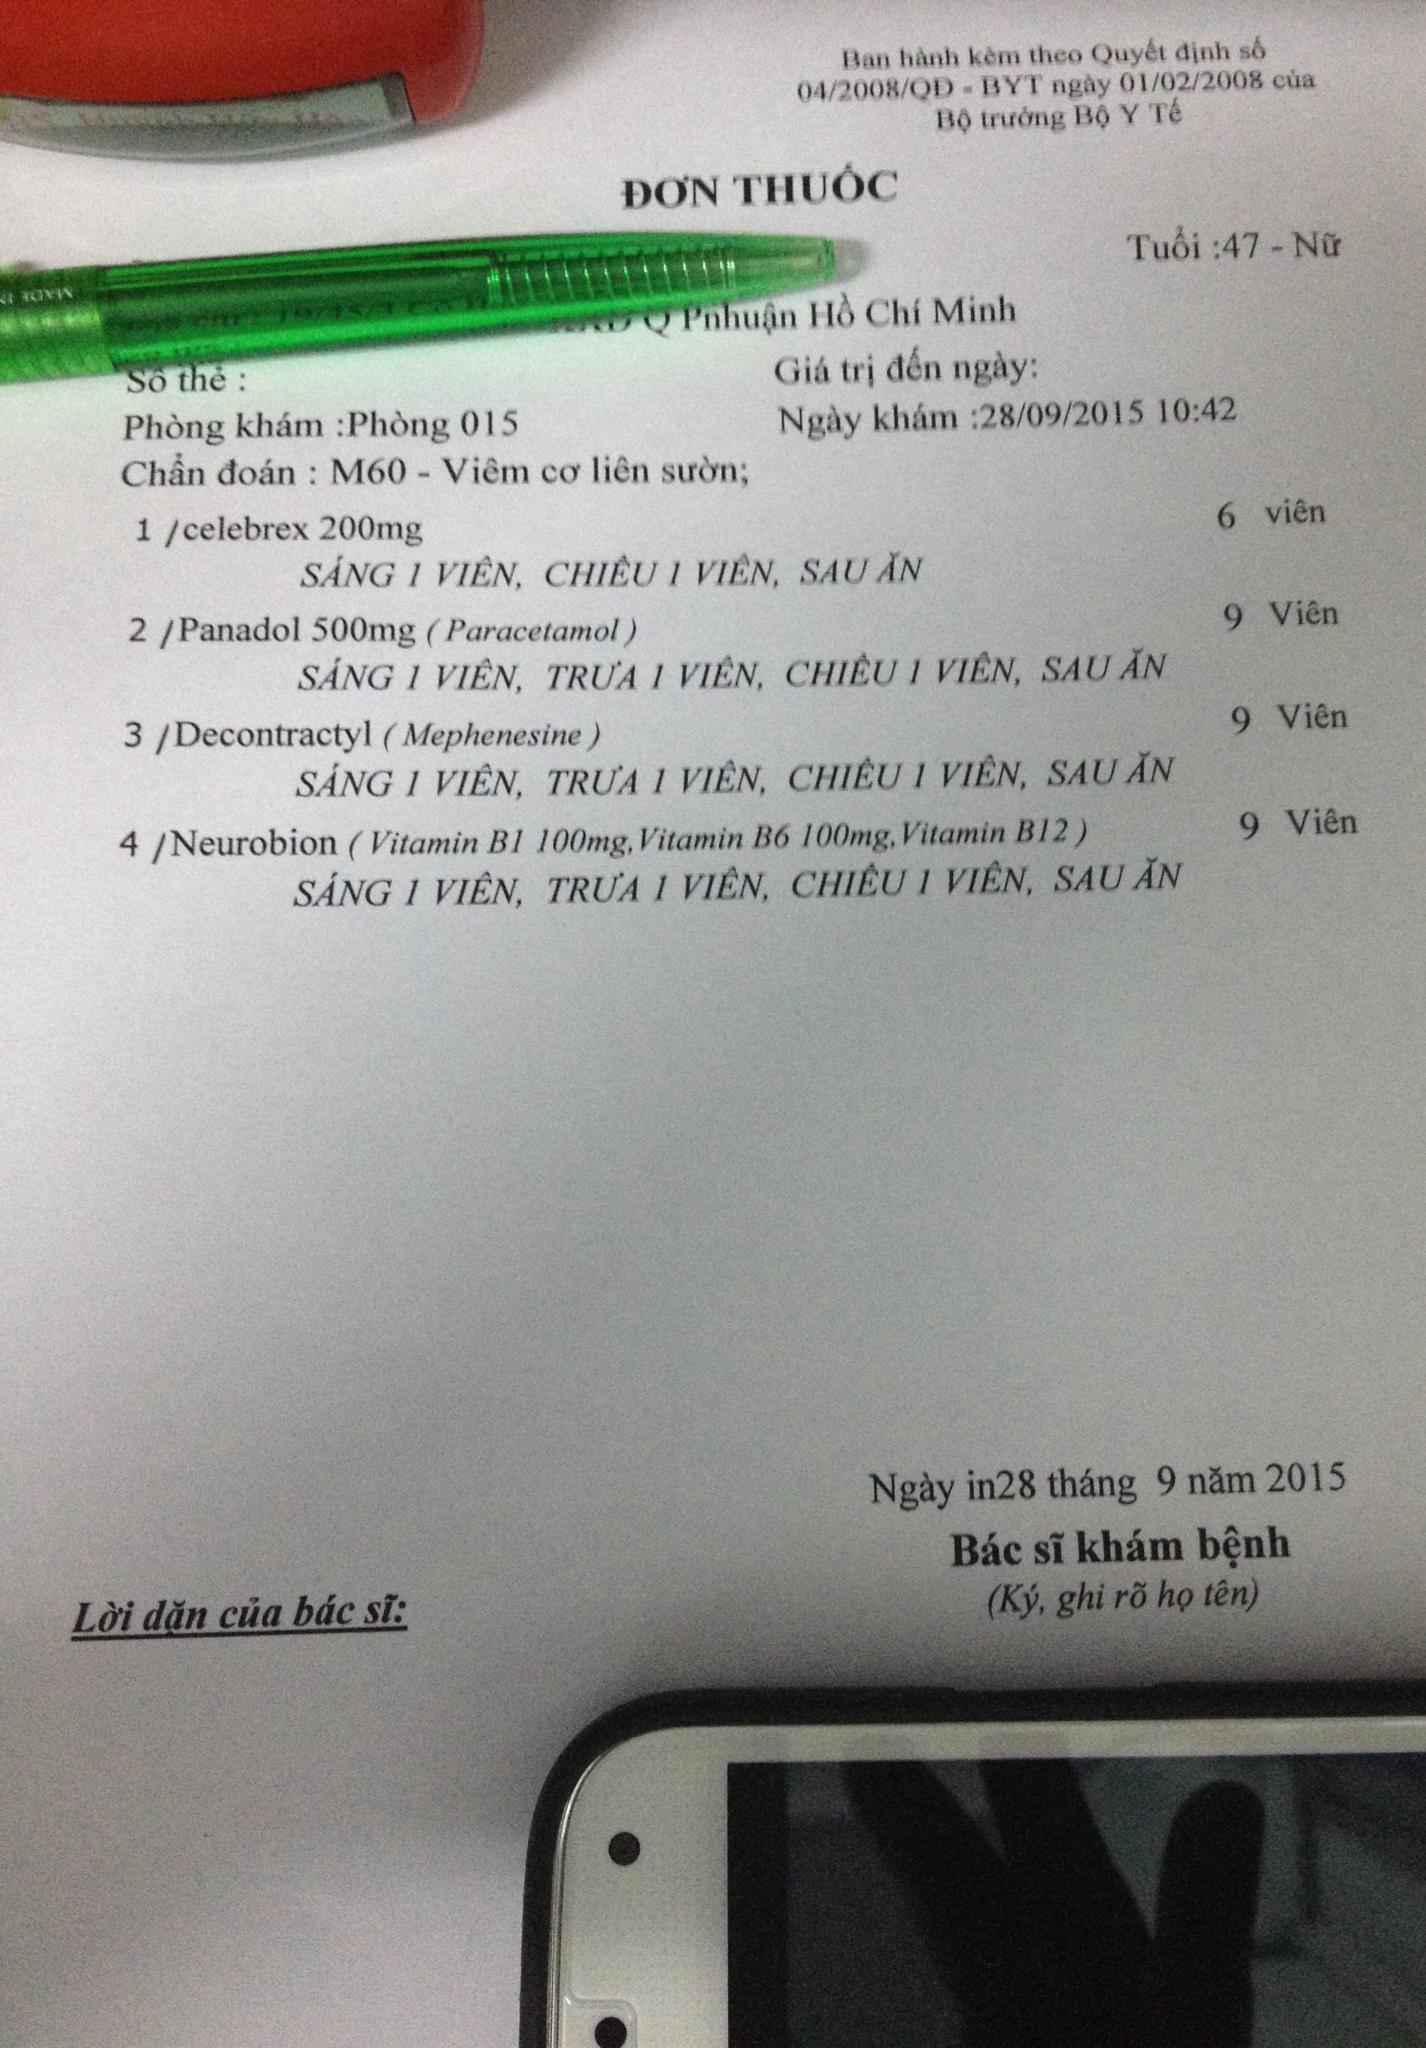 Ban hành kèm theo Quyết định số
04/2008/QĐ - BYT ngày 01/02/2008 của
Bộ trưởng Bộ Y Tế
ĐƠN THUỐC
Tuổi :47 - Nữ
MADE IN
Q Pnhuận Hồ Chí Minh
Số thẻ :
Giá trị đến ngày:
Phòng khám :Phòng 015
Ngày khám :28/09/2015 10:42
Chẩn đoán : M60 - Viêm cơ liên sườn;
1 /celebrex 200mg 6 viên
SÁNG 1 VIÊN, CHIỀU 1 VIÊN, SAU ĂN
2 /Panadol 500mg ( Paracetamol ) 9 Viên
SÁNG 1 VIÊN, TRƯA 1 VIÊN, CHIỀU 1 VIÊN, SAU ĂN
3 /Decontractyl ( Mephenesine ) 9 Viên
SÁNG 1 VIÊN, TRƯA 1 VIÊN, CHIỀU 1 VIÊN, SAU ĂN
4 /Neurobion ( Vitamin B1 100mg,Vitamin B6 100mg,Vitamin B12 ) 9 Viên
SÁNG 1 VIÊN, TRƯA 1 VIÊN, CHIỀU 1 VIÊN, SAU ĂN
Ngày in28 tháng 9 năm 2015
Bác sĩ khám bệnh
(Ký, ghi rõ họ tên)
Lời dặn của bác sĩ: